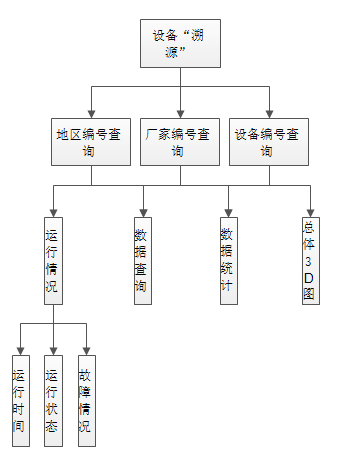 设备“溯
源”
地区编号查
询
厂家编号查
询
设备编号查
询
运行情况
数据查询
数据统计
总体3D图
运行时间
运行状态
故障情况